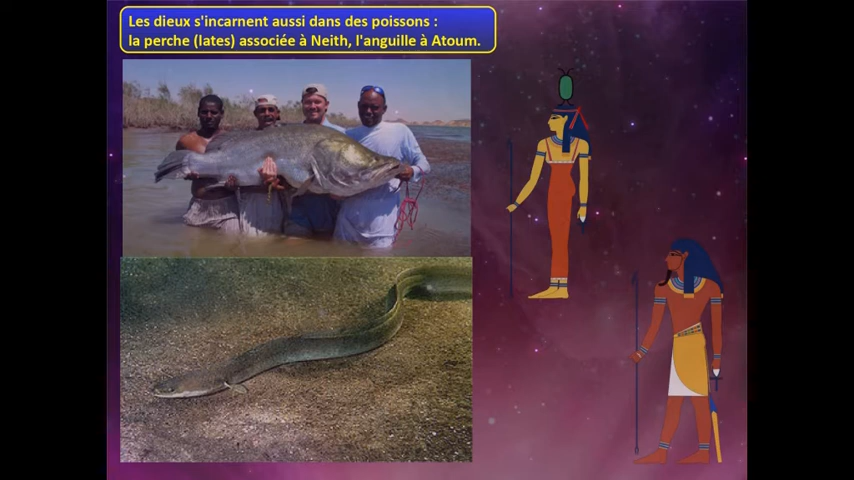 Les dieux s'incarnent aussi dans des poissons :
la perche (lates) associée à Neith, l'anguille à Atoum.